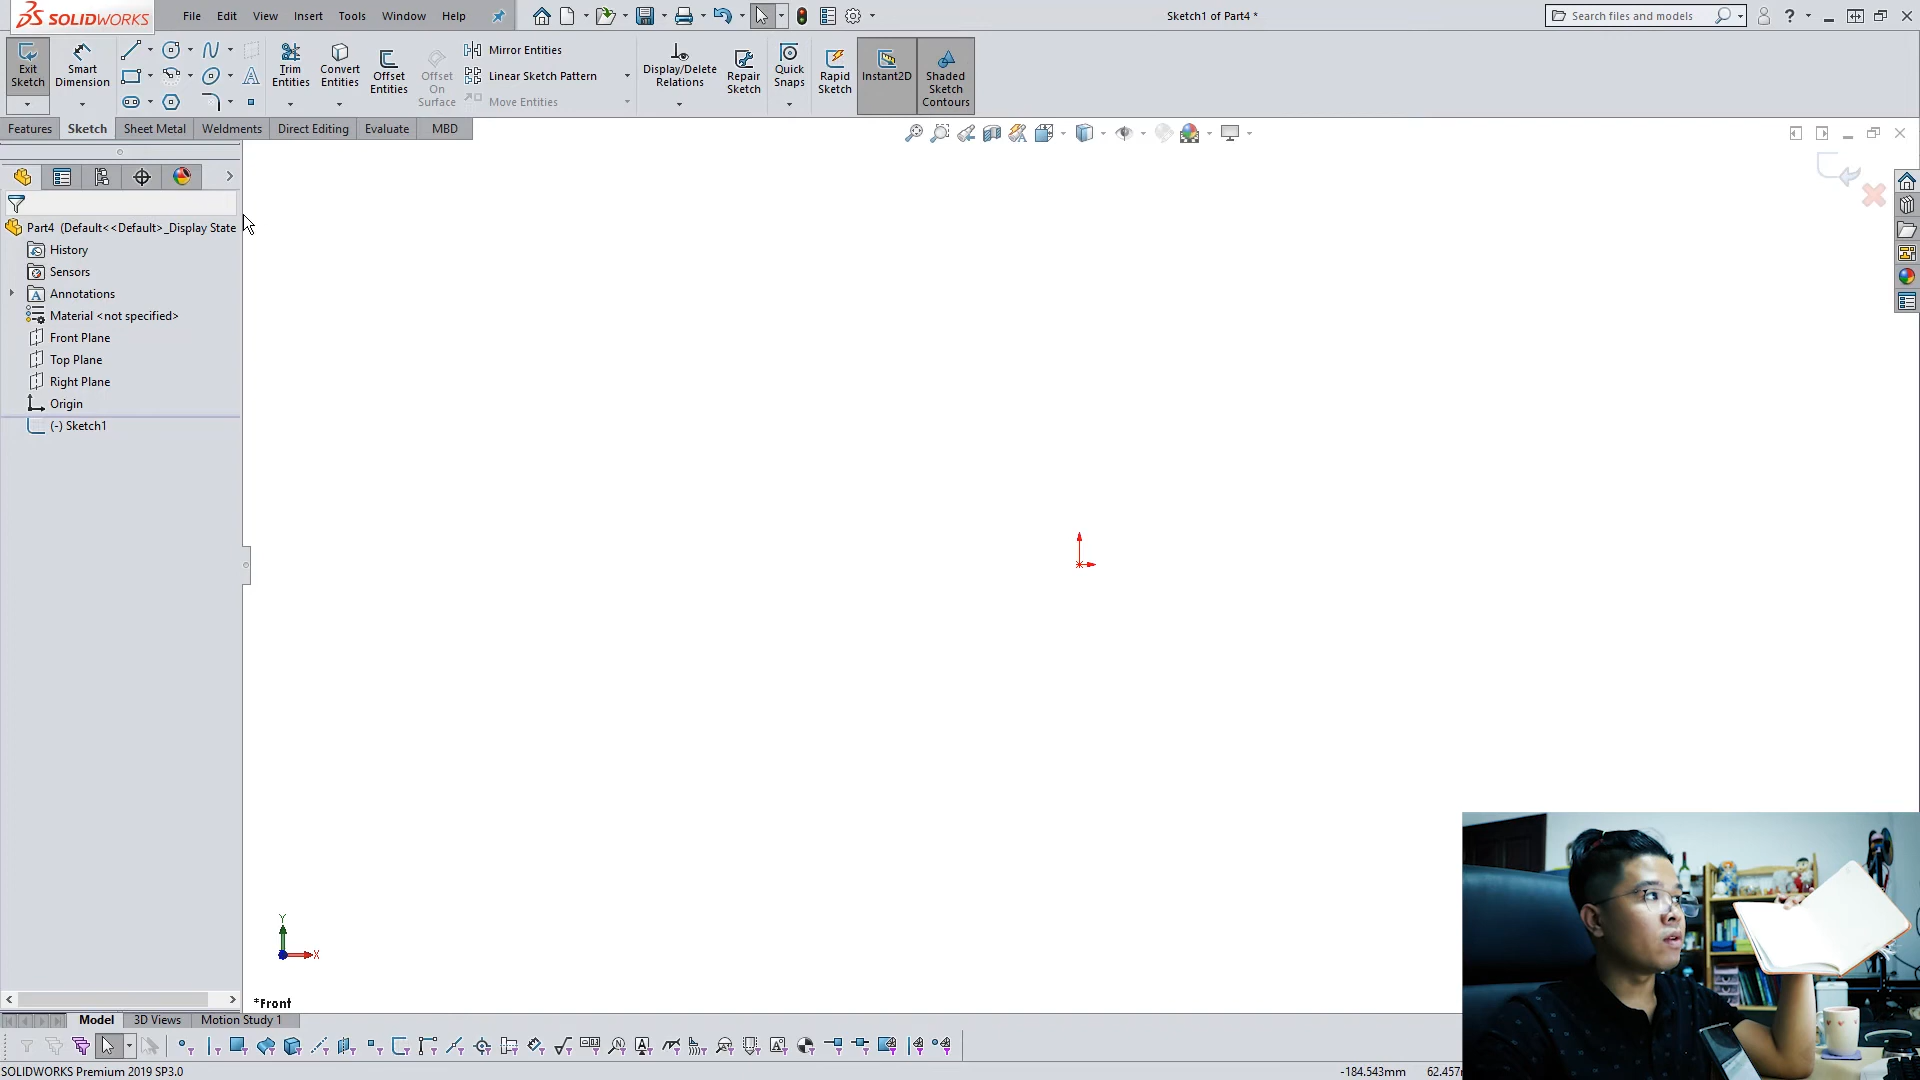 SOLIDWORKS
File Edit View Insert Tools Window Help
Sketch1 of Part4 *
Search files and models
Exit Sketch
Smart Dimension
Trim Entities
Convert Entities
Offset Entities
Offset On Surface
Mirror Entities
Linear Sketch Pattern
Move Entities
Display/Delete Relations
Repair Sketch
Quick Snaps
Rapid Sketch
Instant2D
Shaded Sketch Contours
Features Sketch Sheet Metal Weldments Direct Editing Evaluate MBD
Part4 (Default<<Default>_Display State
History
Sensors
Annotations
Material <not specified>
Front Plane
Top Plane
Right Plane
Origin
(-) Sketch1
Y
X
*Front
Model 3D Views Motion Study 1
SOLIDWORKS Premium 2019 SP3.0
-184.543mm 62.457